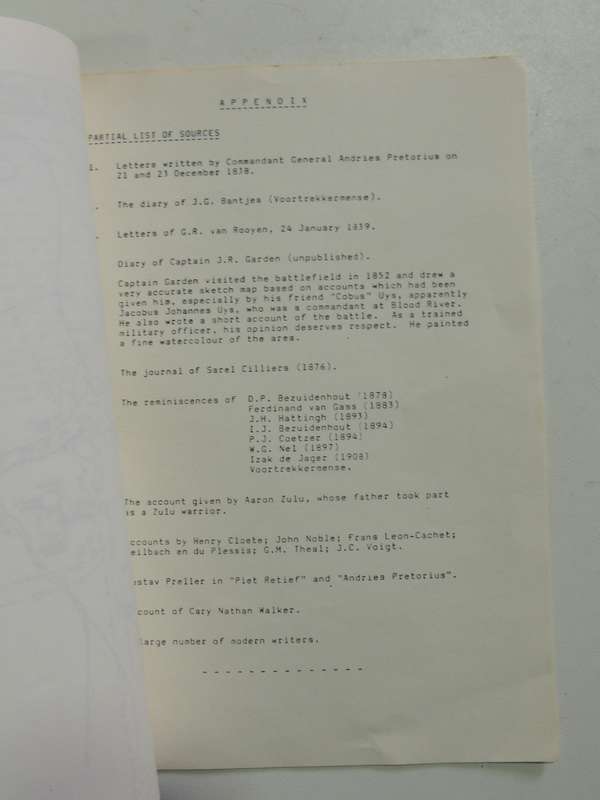 A P P E N D I X
PARTIAL LIST OF SOURCES
1. Letters written by Commandant General Andries Pretorius on
21 and 23 December 1838.
. The diary of J.G. Bantjes (Voortrekkermense).
. Letters of G.R. van Rooyen, 24 January 1839.
Diary of Captain J.R. Garden (unpublished).
Captain Garden visited the battlefield in 1852 and drew a
very accurate sketch map based on accounts which had been
given him, especially by his friend "Cobus" Uys, apparently
Jacobus Johannes Uys, who was a commandant at Blood River.
He also wrote a short account of the battle. As a trained
military officer, his opinion deserves respect. He painted
a fine watercolour of the area.
The journal of Sarel Cilliers (1876).
The reminiscences of D.P. Bezuidenhout (1879)
Ferdinand van Gass (1883)
J.H. Hattingh (1893)
I.J. Bezuidenhout (1894)
P.J. Coetzer (1894)
W.G. Nel (1897)
Izak de Jager (1908)
Voortrekkermense.
The account given by Aaron Zulu, whose father took part
as a Zulu warrior.
ccounts by Henry Cloete; John Noble; Frans Leon-Cachet;
eilbach en du Plessis; G.M. Theal; J.C. Voigt.
ustav Preller in "Piet Retief" and "Andries Pretorius".
count of Cary Nathan Walker.
large number of modern writers.
- - - - - - - - - - - - - -